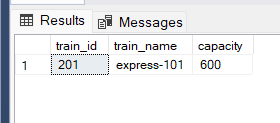 Results Messages
train_id train_name capacity
1 201 express-101 600